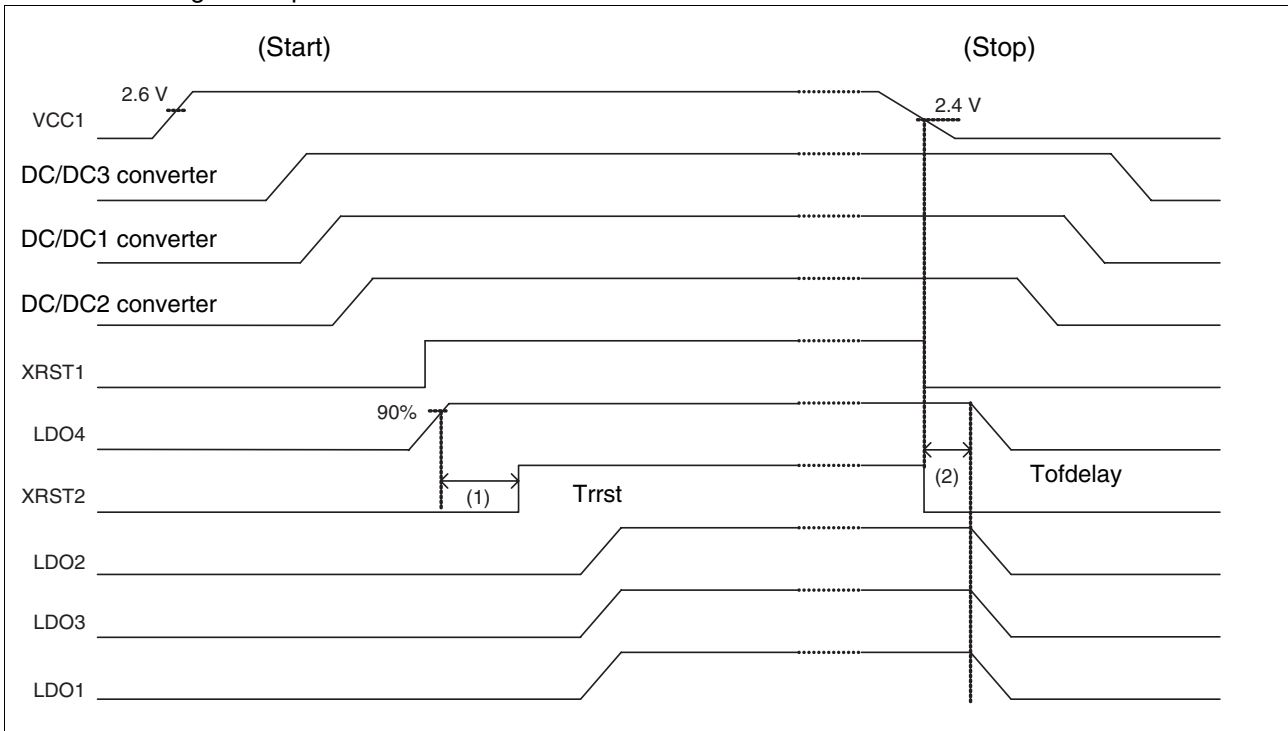 (Start)
(Stop)
2.6 V
2.4 V
VCC1
DC/DC3 converter
DC/DC1 converter
DC/DC2 converter
XRST1
90%
LDO4
(2)
Tofdelay
XRST2
(1)
Trrst
LDO2
LDO3
LDO1